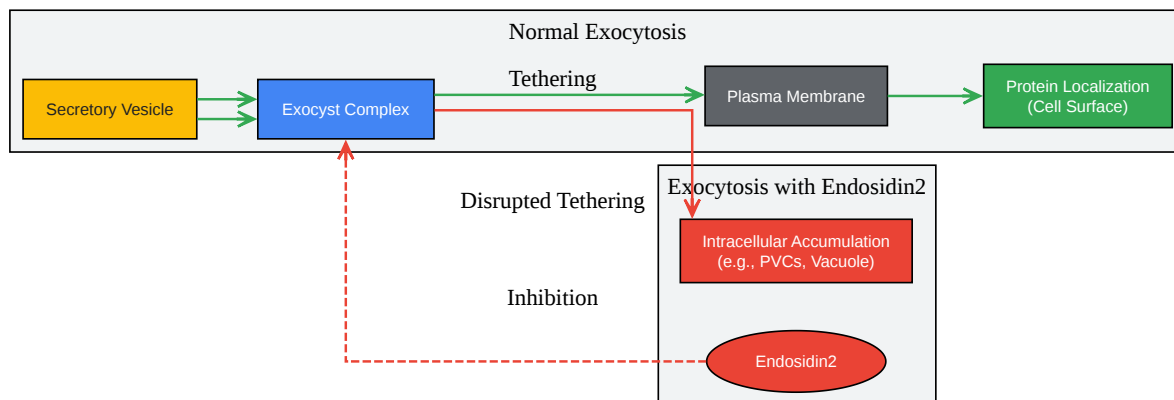 Normal Exocytosis
Tethering
Secretory Vesicle
Exocyst Complex
Plasma Membrane
Protein Localization
(Cell Surface)
Exocytosis with Endosidin2
Disrupted Tethering
Intracellular Accumulation
(e.g., PVCs, Vacuole)
Inhibition
Endosidin2